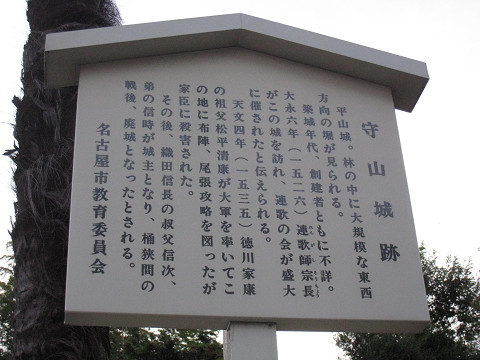 守山城跡
平山城。林の中に大規模な東西
方向の堀が見られる。
築城年代、創建者ともに不詳。
大永六年(一五二六)連歌師宗長
がこの城を訪れ、連歌の会が盛大
に催されたと伝えられる。
天文四年(一五三五)徳川家康
の祖父松平清康が大軍を率いてこ
の地に布陣、尾張攻略を図ったが
家臣に殺害された。
その後、織田信長の叔父信次、
弟の信時が城主となり、桶狭間の
戦後、廃城となったとされる。
名古屋市教育委員会